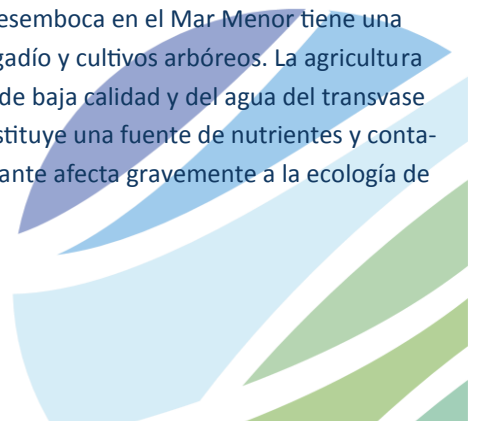 esemboca en el Mar Menor tiene una
gadío y cultivos arbóreos. La agricultura
de baja calidad y del agua del transvase
stituye una fuente de nutrientes y conta-
ante afecta gravemente a la ecología de